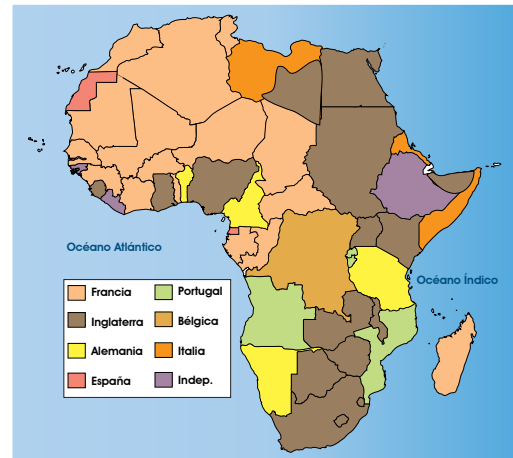 Océano Atlántico
Océano Índico
Francia
Portugal
Inglaterra
Bélgica
Alemania
Italia
España
Indep.